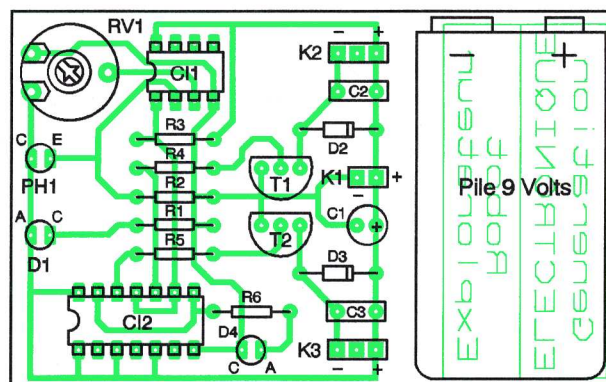 RV1
K2
- +
CI1
C2
R3
D2
C E
R4
PH1
T1
K1
+
-
R2
Pile 9 Volts
- +
A C
R1
C1
+
T2
D1
R5
D3
R6
CI2
D4
C3
C A
K3
- +
Explorateur
Robot
ELECTRONIQUE
Generation